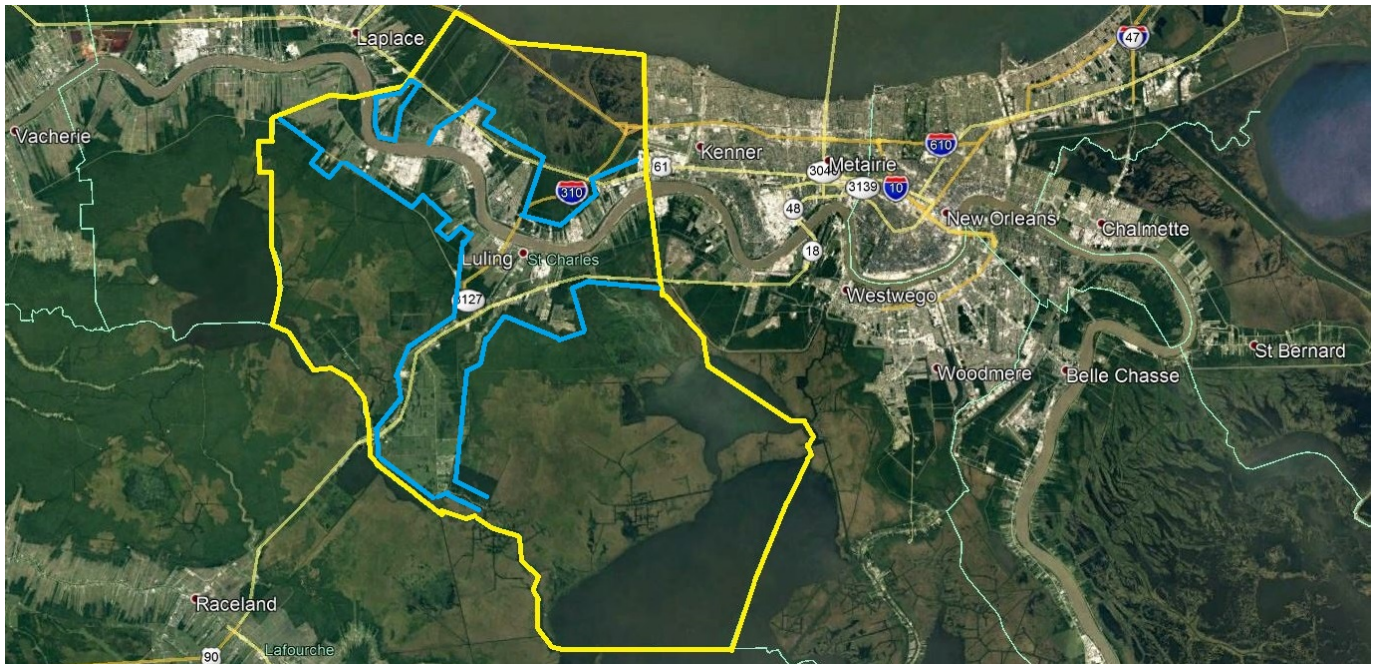 Laplace
47
Vacherie
Kenner
610
61
Metairie
3046
3139
10
310
48
New Orleans
Chalmette
18
Luling
St Charles
3127
Westwego
St Bernard
Woodmere
Belle Chasse
Raceland
Lafourche
90